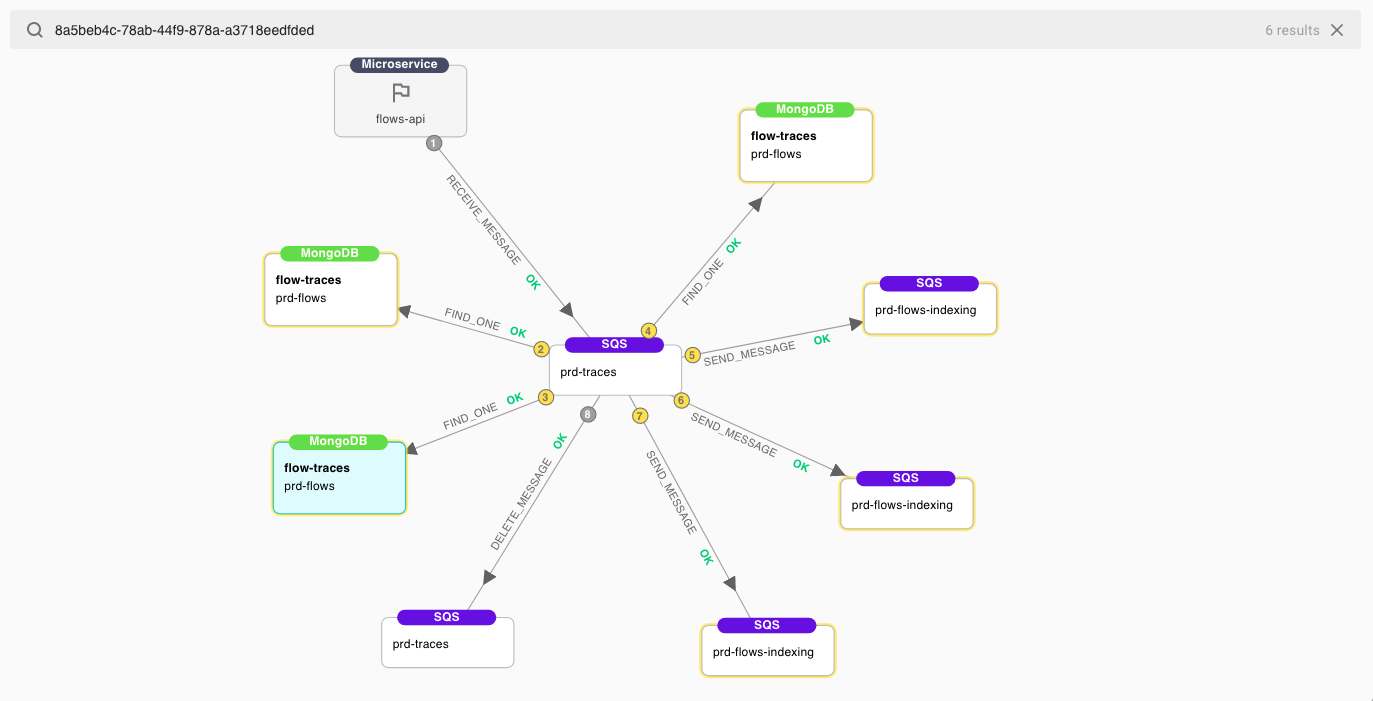 8a5beb4c-78ab-44f9-878a-a3718eedfded
6 results
Microservice
flows-api
1
RECEIVE_MESSAGE
OK
MongoDB
flow-traces
prd-flows
4
FIND_ONE
OK
MongoDB
flow-traces
prd-flows
2
FIND_ONE
OK
SQS
prd-flows-indexing
5
SEND_MESSAGE
OK
SQS
prd-traces
3
FIND_ONE
OK
MongoDB
flow-traces
prd-flows
6
SEND_MESSAGE
OK
SQS
prd-flows-indexing
8
DELETE_MESSAGE
OK
SQS
prd-traces
7
SEND_MESSAGE
OK
SQS
prd-flows-indexing